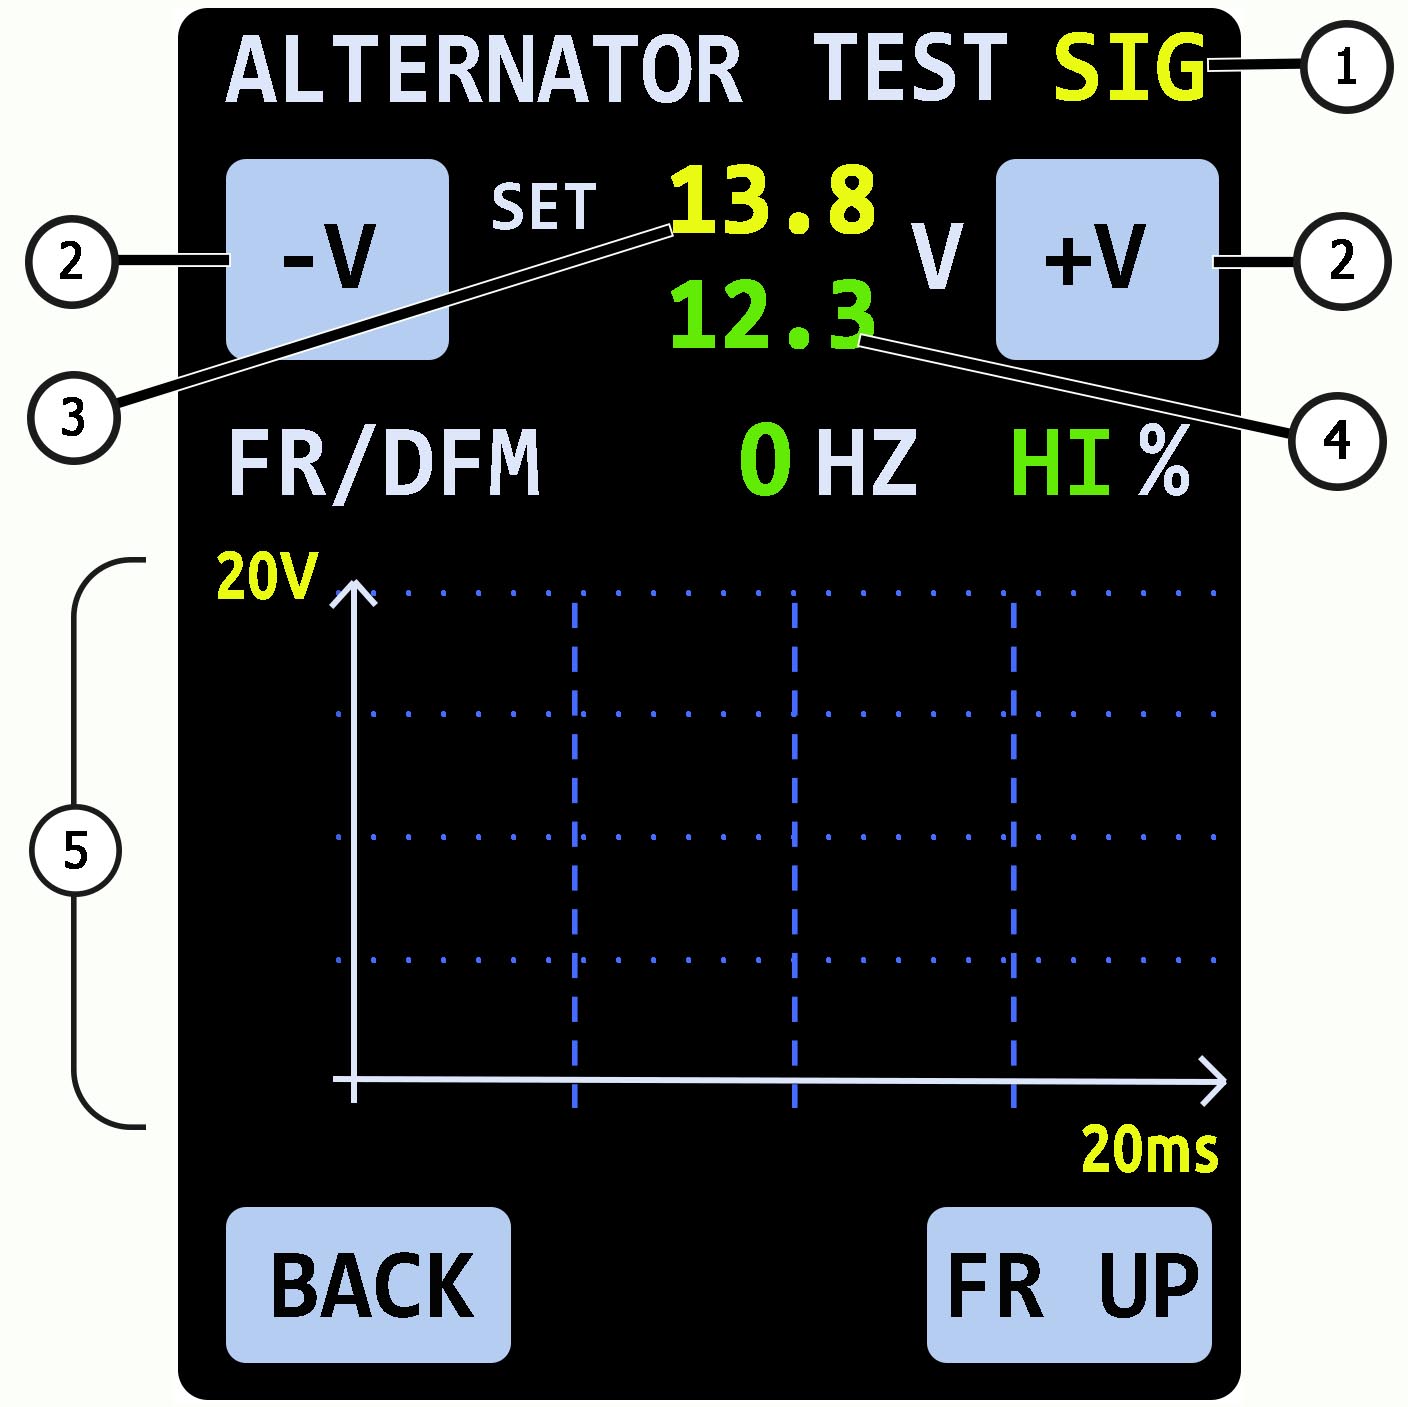 ALTERNATOR TEST SIG
1
-V
SET 13.8
12.3
V
+V
2
2
3
4
FR/DFM 0 HZ HI %
20V
5
20ms
BACK
FR UP